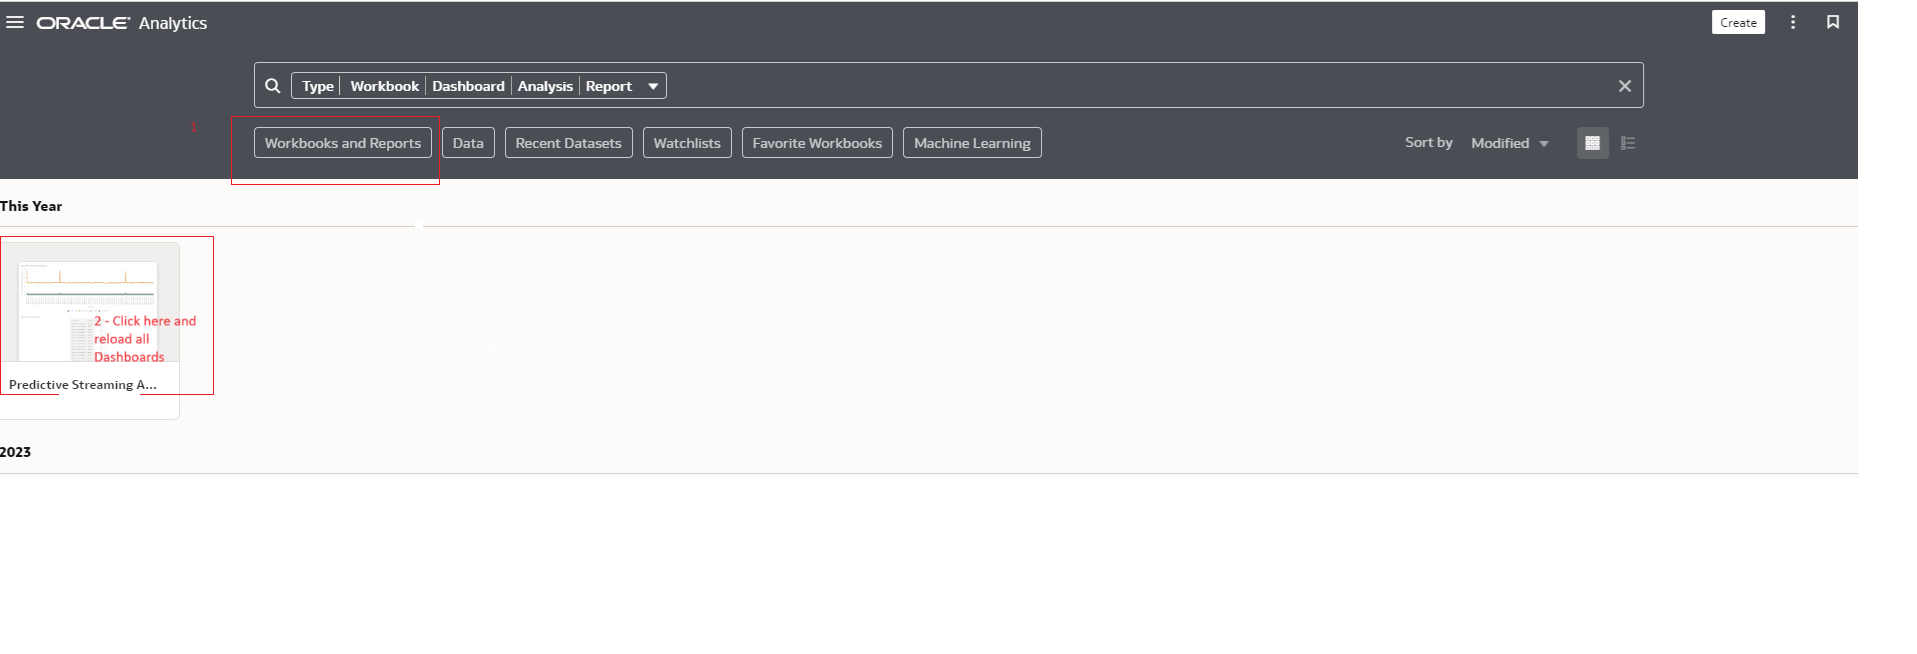 ORACLE® Analytics
Create
Type Workbook Dashboard Analysis Report
1
Workbooks and Reports Data Recent Datasets Watchlists Favorite Workbooks Machine Learning Sort by Modified
This Year
2 - Click here and
reload all
Dashboards
Predictive Streaming A...
2023